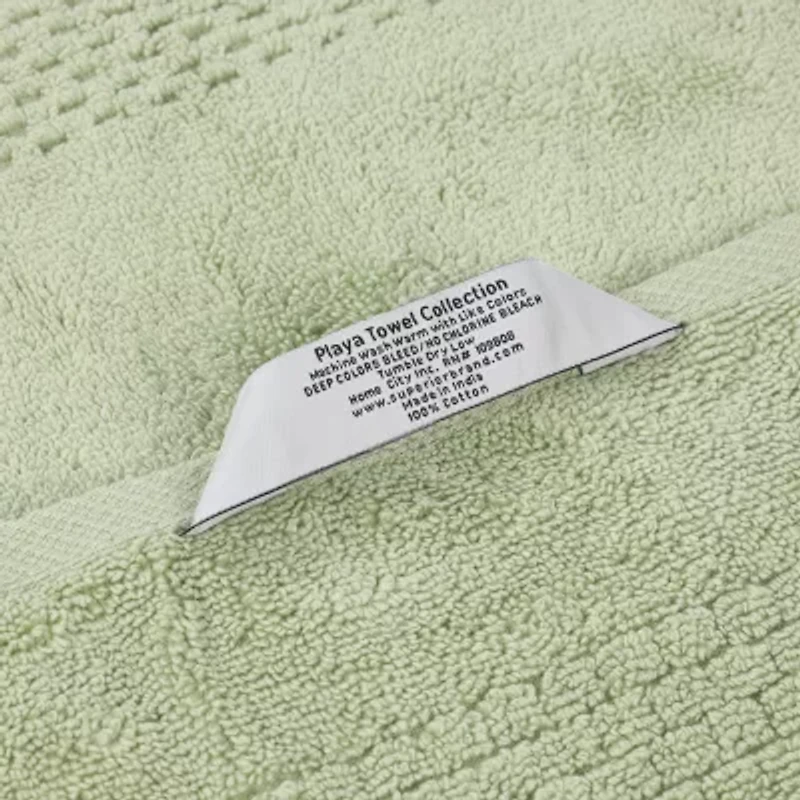 Playa Towel Collection
Machine Wash Warm with Like Colors
DEEP COLORS BLEED/NO CHLORINE BLEACH
Tumble Dry Low
Home City Inc. RN# 109808
www.superiorbrand.com
Made in India
100% Cotton